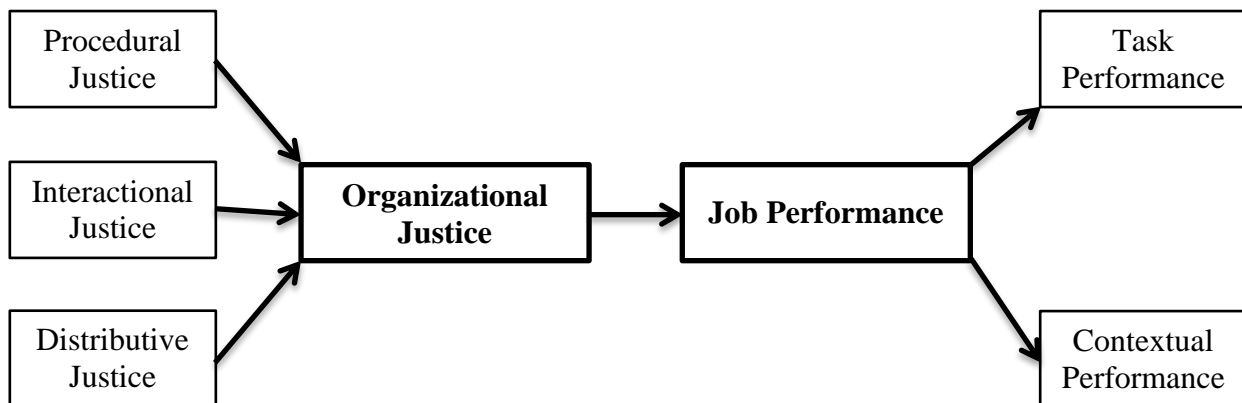 Procedural
Justice
Interactional
Justice
Distributive
Justice
Organizational
Justice
Job Performance
Task
Performance
Contextual
Performance